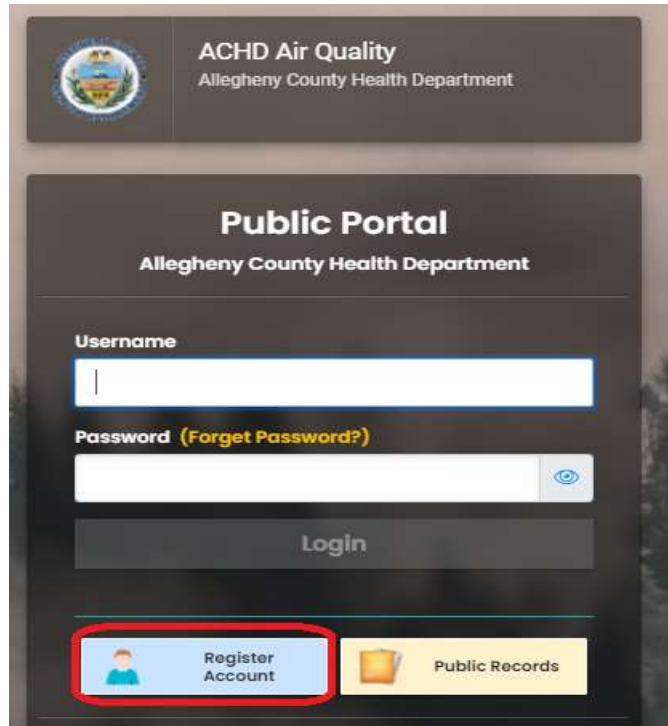 ACHD Air Quality
Allegheny County Health Department
Public Portal
Allegheny County Health Department
Username
Password (Forget Password?)
Login
Register
Account
Public Records